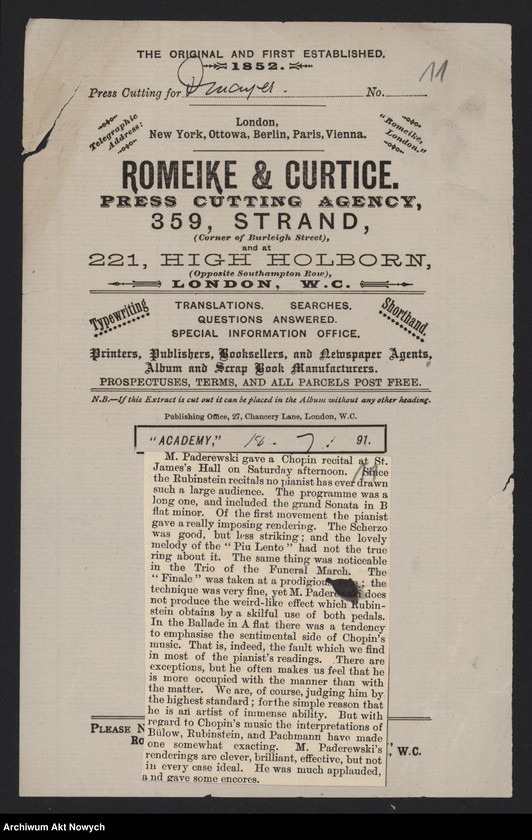 THE ORIGINAL AND FIRST ESTABLISHED,
1852.
11
Press Cutting for D mayer. No.
Telegraphic Address:
"Romeike, London."
London,
New York, Ottowa, Berlin, Paris, Vienna.
ROMEIKE & CURTICE.
PRESS CUTTING AGENCY,
359, STRAND,
(Corner of Burleigh Street),
and at
221, HIGH HOLBORN,
(Opposite Southampton Row),
LONDON, W.C.
Typewriting
TRANSLATIONS. SEARCHES.
QUESTIONS ANSWERED.
SPECIAL INFORMATION OFFICE.
Shorthand.
Printers, Publishers, Booksellers, and Newspaper Agents,
Album and Scrap Book Manufacturers.
PROSPECTUSES, TERMS, AND ALL PARCELS POST FREE.
N.B.—If this Extract is cut out it can be placed in the Album without any other heading.
Publishing Office, 27, Chancery Lane, London, W.C.
"ACADEMY," 18. 7. 91.
11
M. Paderewski gave a Chopin recital at St.
James's Hall on Saturday afternoon. Since
the Rubinstein recitals no pianist has ever drawn
such a large audience. The programme was a
long one, and included the grand Sonata in B
flat minor. Of the first movement the pianist
gave a really imposing rendering. The Scherzo
was good, but less striking; and the lovely
melody of the "Piu Lento" had not the true
ring about it. The same thing was noticeable
in the Trio of the Funeral March. The
"Finale" was taken at a prodigious ; the
technique was very fine, yet M. Paderewski does
not produce the weird-like effect which Rubin-
stein obtains by a skilful use of both pedals.
In the Ballade in A flat there was a tendency
to emphasise the sentimental side of Chopin's
music. That is, indeed, the fault which we find
in most of the pianist's readings. There are
exceptions, but he often makes us feel that he
is more occupied with the manner than with
the matter. We are, of course, judging him by
the highest standard; for the simple reason that
he is an artist of immense ability. But with
regard to Chopin's music the interpretations of
Bülow, Rubinstein, and Pachmann have made
one somewhat exacting. M. Paderewski's
renderings are clever, brilliant, effective, but not
in every case ideal. He was much applauded,
and gave some encores.
PLEASE N
RO
, W.C.
Archiwum Akt Nowych